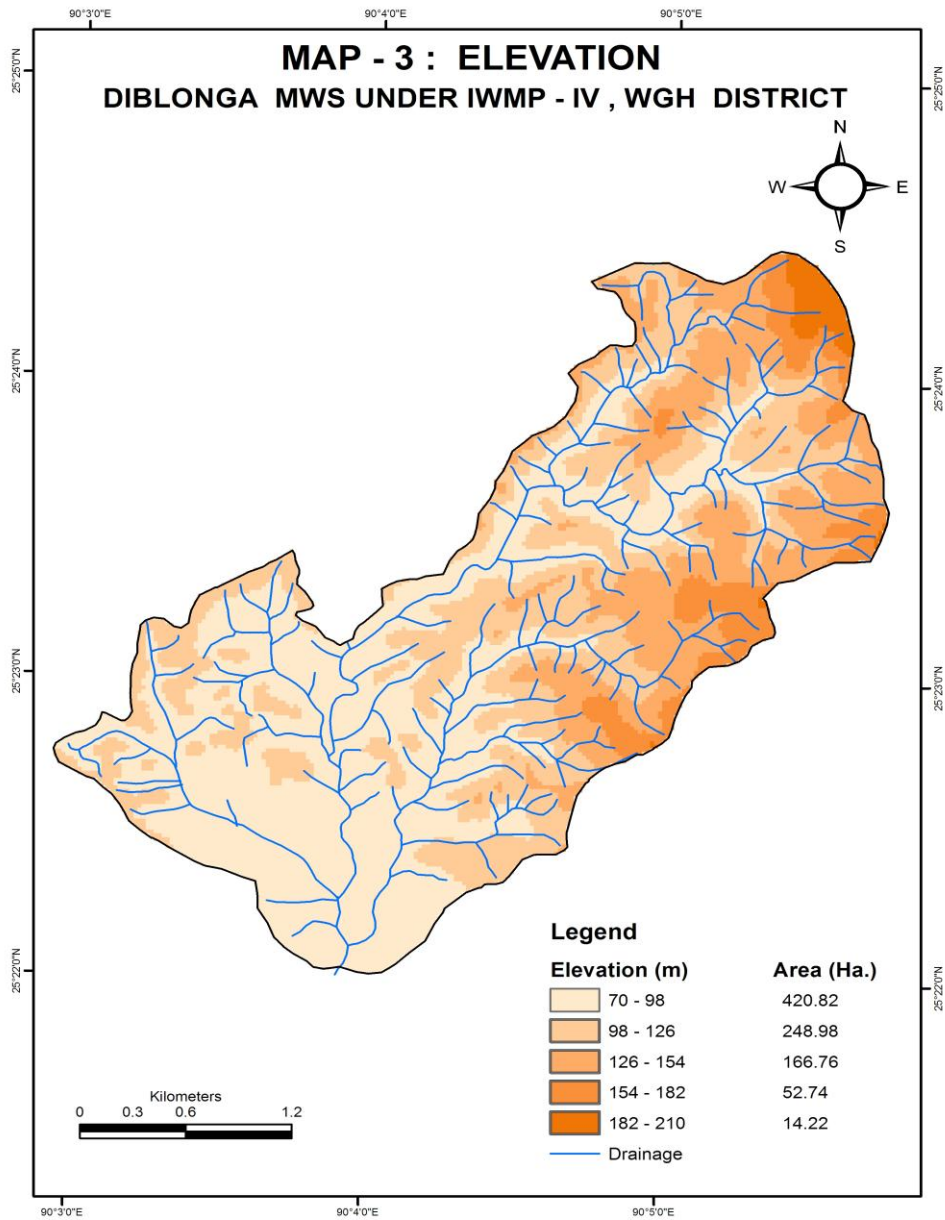 90°3'0"E 90°4'0"E 90°5'0"E
MAP - 3 : ELEVATION
DIBLONGA MWS UNDER IWMP - IV , WGH DISTRICT
25°25'0"N
25°25'0"N
N
W E
S
25°24'0"N
25°24'0"N
25°23'0"N
25°23'0"N
25°22'0"N
25°22'0"N
Legend
Elevation (m) Area (Ha.)
70 - 98 420.82
98 - 126 248.98
126 - 154 166.76
154 - 182 52.74
182 - 210 14.22
Drainage
Kilometers
0 0.3 0.6 1.2
90°3'0"E 90°4'0"E 90°5'0"E